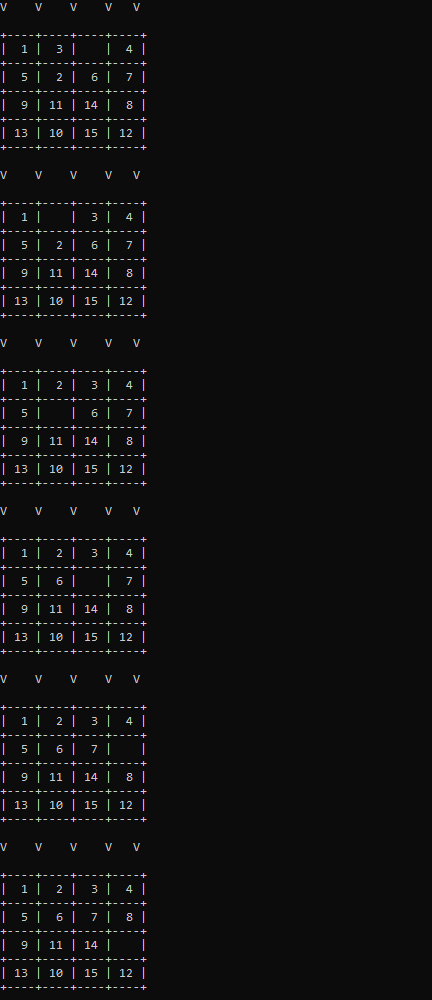 V    V    V    V   V
+----+----+----+----+
|  1 |  3 |    |  4 |
+----+----+----+----+
|  5 |  2 |  6 |  7 |
+----+----+----+----+
|  9 | 11 | 14 |  8 |
+----+----+----+----+
| 13 | 10 | 15 | 12 |
+----+----+----+----+
V    V    V    V   V
+----+----+----+----+
|  1 |    |  3 |  4 |
+----+----+----+----+
|  5 |  2 |  6 |  7 |
+----+----+----+----+
|  9 | 11 | 14 |  8 |
+----+----+----+----+
| 13 | 10 | 15 | 12 |
+----+----+----+----+
V    V    V    V   V
+----+----+----+----+
|  1 |  2 |  3 |  4 |
+----+----+----+----+
|  5 |    |  6 |  7 |
+----+----+----+----+
|  9 | 11 | 14 |  8 |
+----+----+----+----+
| 13 | 10 | 15 | 12 |
+----+----+----+----+
V    V    V    V   V
+----+----+----+----+
|  1 |  2 |  3 |  4 |
+----+----+----+----+
|  5 |  6 |    |  7 |
+----+----+----+----+
|  9 | 11 | 14 |  8 |
+----+----+----+----+
| 13 | 10 | 15 | 12 |
+----+----+----+----+
V    V    V    V   V
+----+----+----+----+
|  1 |  2 |  3 |  4 |
+----+----+----+----+
|  5 |  6 |  7 |    |
+----+----+----+----+
|  9 | 11 | 14 |  8 |
+----+----+----+----+
| 13 | 10 | 15 | 12 |
+----+----+----+----+
V    V    V    V   V
+----+----+----+----+
|  1 |  2 |  3 |  4 |
+----+----+----+----+
|  5 |  6 |  7 |  8 |
+----+----+----+----+
|  9 | 11 | 14 |    |
+----+----+----+----+
| 13 | 10 | 15 | 12 |
+----+----+----+----+